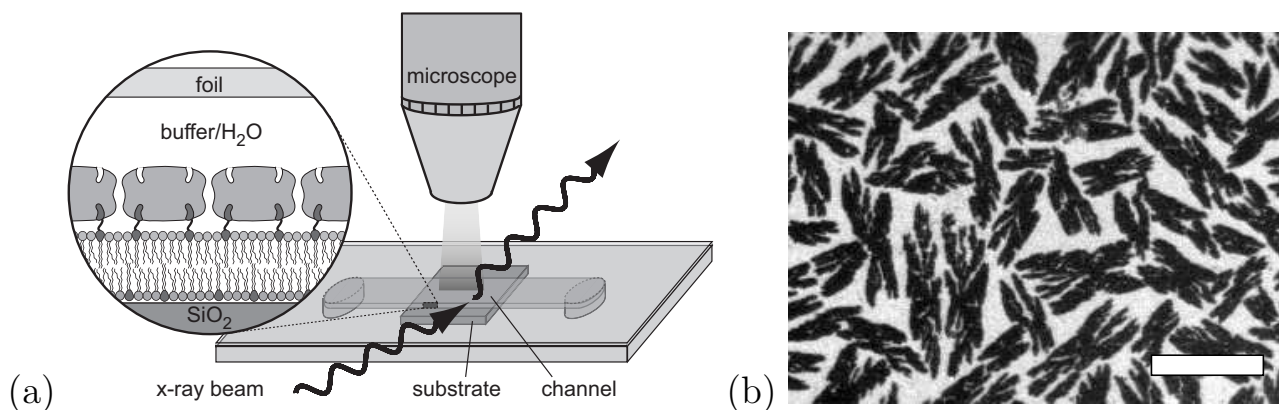 microscope
foil
buffer/H₂O
SiO₂
x-ray beam
substrate
channel
(a)
(b)